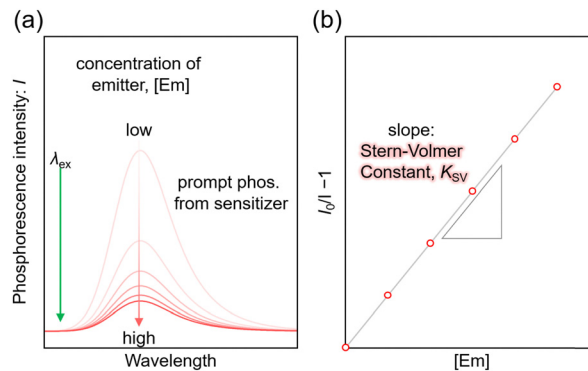 (a)
concentration of
emitter, [Em]
low
λex
prompt phos.
from sensitizer
high
Phosphorescence intensity: I
Wavelength
(b)
slope:
Stern-Volmer
Constant, KSV
I0/I −1
[Em]